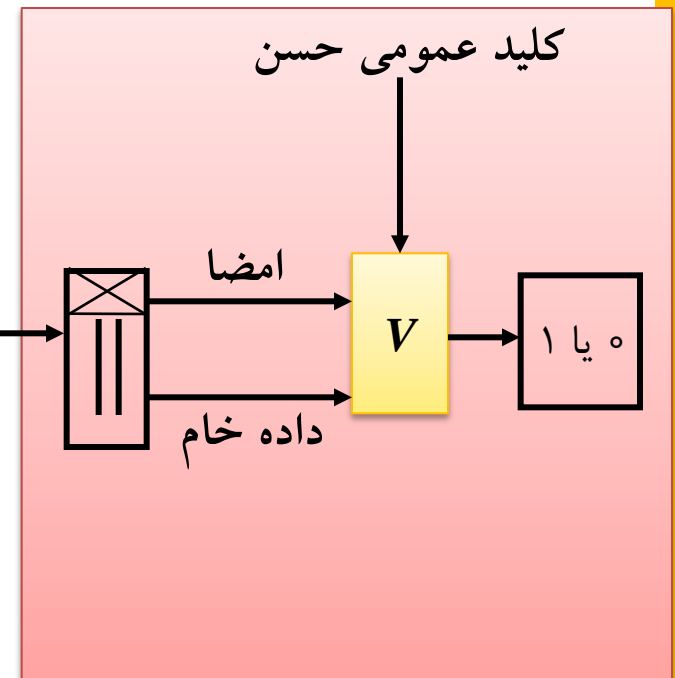 کلید عمومی حسن
امضا
V
۰ یا ۱
داده خام